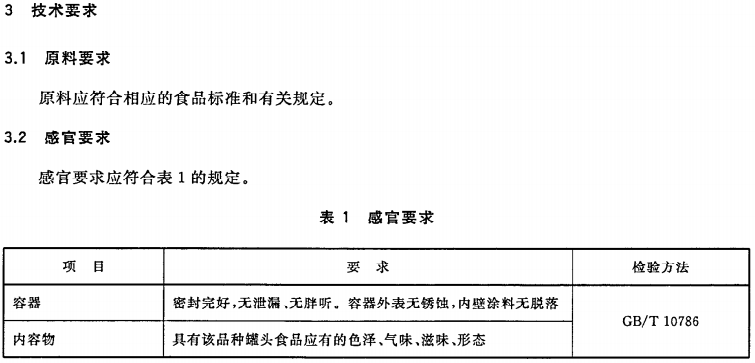 3 技术要求
3.1 原料要求
原料应符合相应的食品标准和有关规定。
3.2 感官要求
感官要求应符合表 1 的规定。
表 1 感官要求
项 目 要 求 检验方法
容器 密封完好,无泄漏、无胖听。容器外表无锈蚀,内壁涂料无脱落 GB/T 10786
内容物 具有该品种罐头食品应有的色泽、气味、滋味、形态